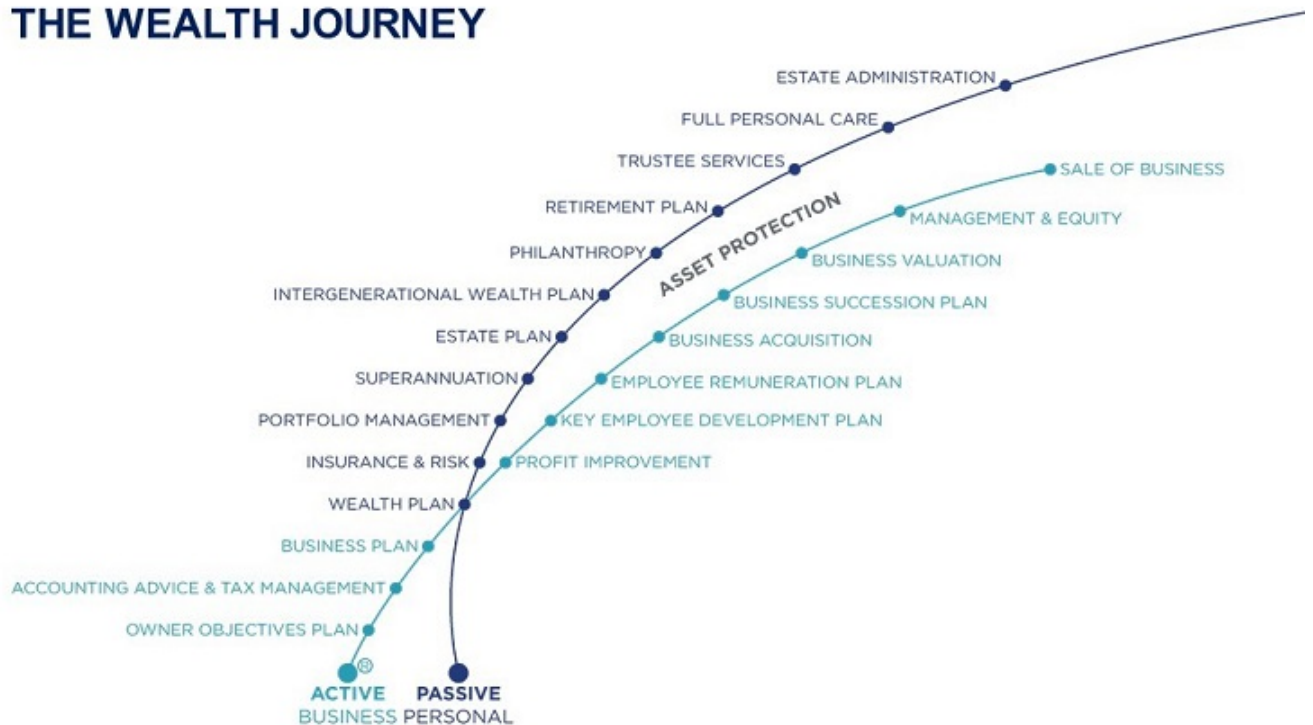 THE WEALTH JOURNEY
ESTATE ADMINISTRATION
FULL PERSONAL CARE
TRUSTEE SERVICES
SALE OF BUSINESS
RETIREMENT PLAN
MANAGEMENT & EQUITY
ASSET PROTECTION
PHILANTHROPY
BUSINESS VALUATION
INTERGENERATIONAL WEALTH PLAN
BUSINESS SUCCESSION PLAN
ESTATE PLAN
BUSINESS ACQUISITION
SUPERANNUATION
EMPLOYEE REMUNERATION PLAN
PORTFOLIO MANAGEMENT
KEY EMPLOYEE DEVELOPMENT PLAN
INSURANCE & RISK
PROFIT IMPROVEMENT
WEALTH PLAN
BUSINESS PLAN
ACCOUNTING ADVICE & TAX MANAGEMENT
OWNER OBJECTIVES PLAN
®
ACTIVE PASSIVE
BUSINESS PERSONAL